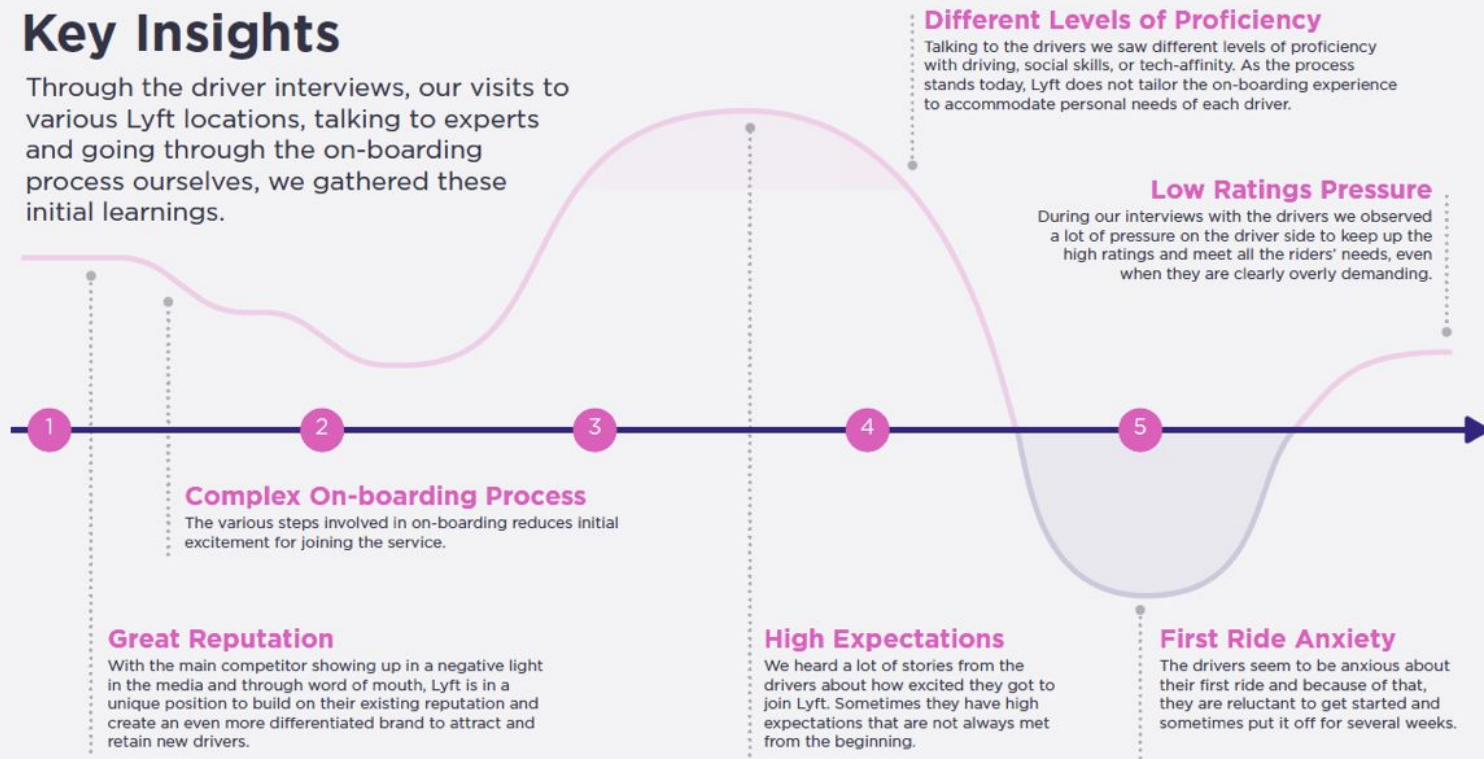 Key Insights
Through the driver interviews, our visits to
various Lyft locations, talking to experts
and going through the on-boarding
process ourselves, we gathered these
initial learnings.
Different Levels of Proficiency
Talking to the drivers we saw different levels of proficiency
with driving, social skills, or tech-affinity. As the process
stands today, Lyft does not tailor the on-boarding experience
to accommodate personal needs of each driver.
Low Ratings Pressure
During our interviews with the drivers we observed
a lot of pressure on the driver side to keep up the
high ratings and meet all the riders' needs, even
when they are clearly overly demanding.
1
2
3
4
5
Complex On-boarding Process
The various steps involved in on-boarding reduces initial
excitement for joining the service.
Great Reputation
With the main competitor showing up in a negative light
in the media and through word of mouth, Lyft is in a
unique position to build on their existing reputation and
create an even more differentiated brand to attract and
retain new drivers.
High Expectations
We heard a lot of stories from the
drivers about how excited they got to
join Lyft. Sometimes they have high
expectations that are not always met
from the beginning.
First Ride Anxiety
The drivers seem to be anxious about
their first ride and because of that,
they are reluctant to get started and
sometimes put it off for several weeks.